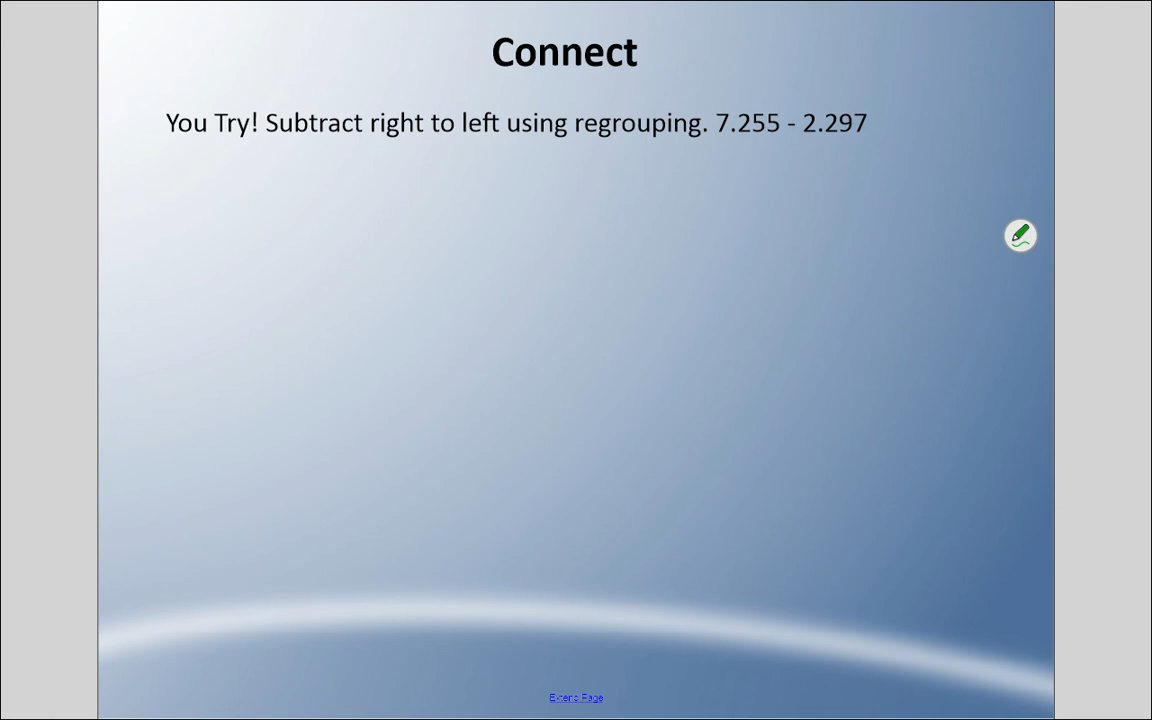 Connect
You Try! Subtract right to left using regrouping. 7.255 - 2.297
Extend Page